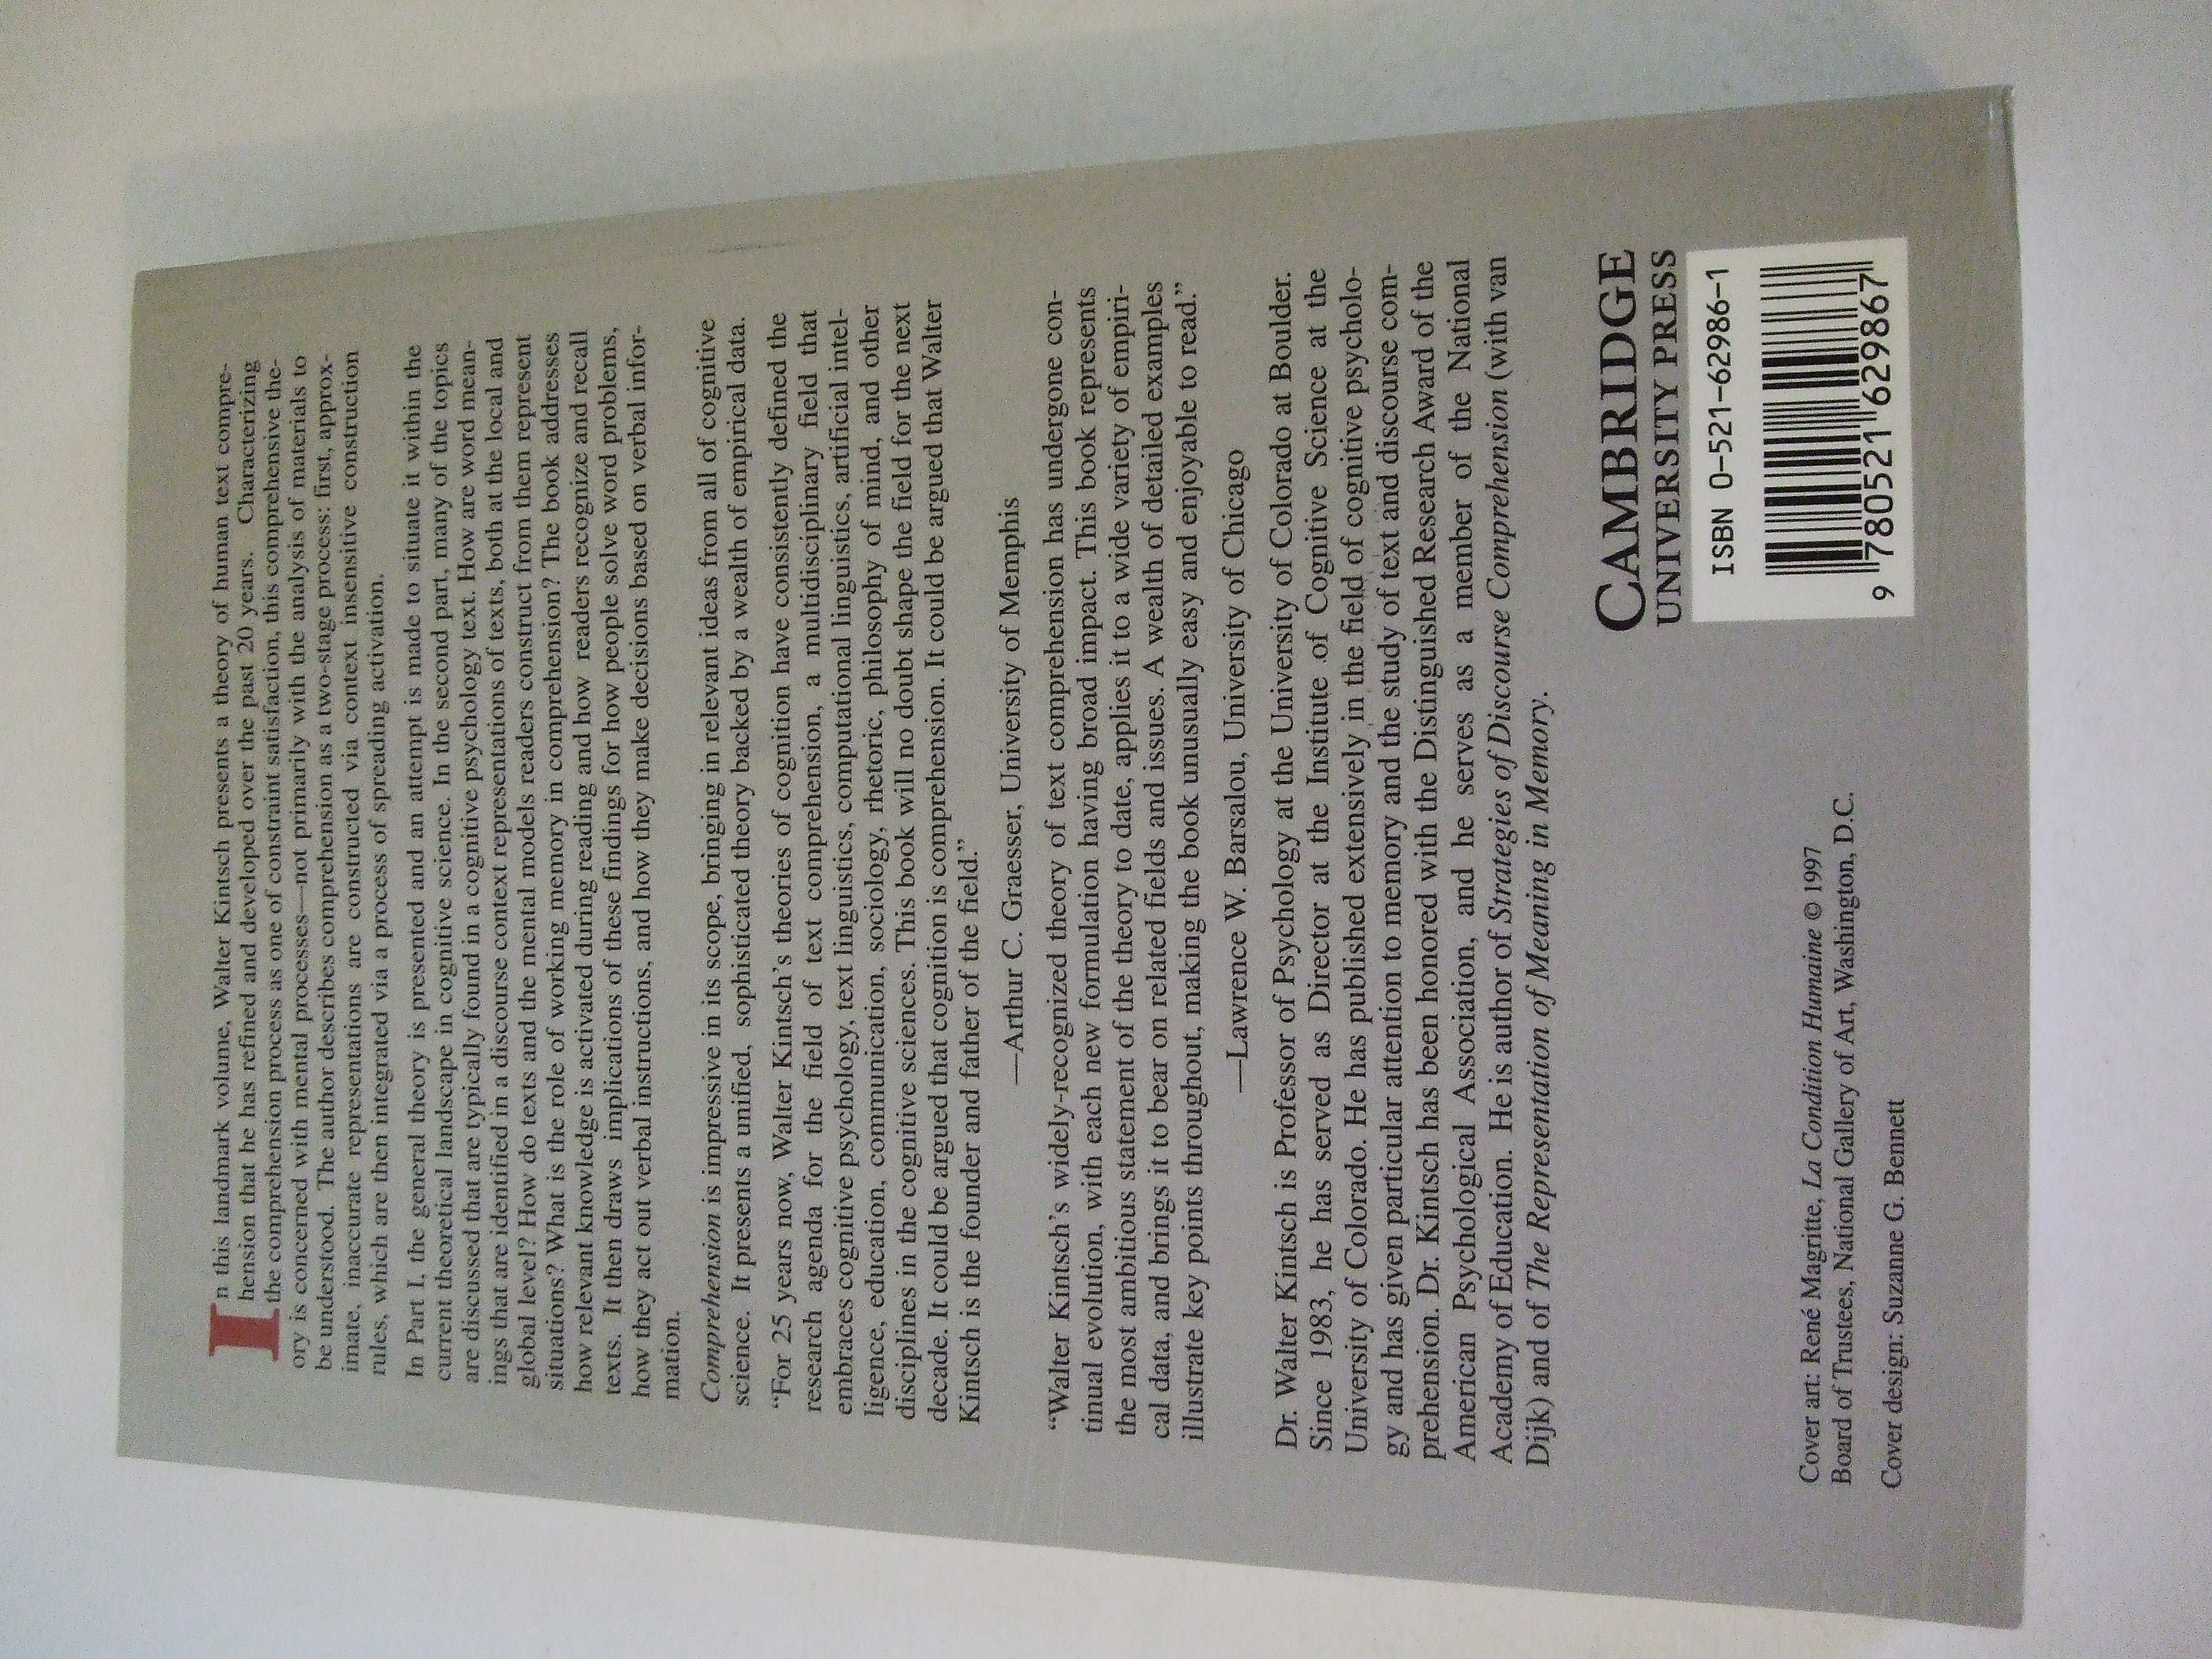 In this landmark volume, Walter Kintsch presents a theory of human text compre-
hension that he has refined and developed over the past 20 years. Characterizing
the comprehension process as one of constraint satisfaction, this comprehensive the-
ory is concerned with mental processes—not primarily with the analysis of materials to
be understood. The author describes comprehension as a two-stage process: first, approx-
imate, inaccurate representations are constructed via context insensitive construction
rules, which are then integrated via a process of spreading activation.
In Part I, the general theory is presented and an attempt is made to situate it within the
current theoretical landscape in cognitive science. In the second part, many of the topics
are discussed that are typically found in a cognitive psychology text. How are word mean-
ings that are identified in a discourse context representations of texts, both at the local and
global level? How do texts and the mental models readers construct from them represent
situations? What is the role of working memory in comprehension? The book addresses
how relevant knowledge is activated during reading and how readers recognize and recall
texts. It then draws implications of these findings for how people solve word problems,
how they act out verbal instructions, and how they make decisions based on verbal infor-
mation.
Comprehension is impressive in its scope, bringing in relevant ideas from all of cognitive
science. It presents a unified, sophisticated theory backed by a wealth of empirical data.
“For 25 years now, Walter Kintsch’s theories of cognition have consistently defined the
research agenda for the field of text comprehension, a multidisciplinary field that
embraces cognitive psychology, text linguistics, computational linguistics, artificial intel-
ligence, education, communication, sociology, rhetoric, philosophy of mind, and other
disciplines in the cognitive sciences. This book will no doubt shape the field for the next
decade. It could be argued that cognition is comprehension. It could be argued that Walter
Kintsch is the founder and father of the field.”
—Arthur C. Graesser, University of Memphis
“Walter Kintsch’s widely-recognized theory of text comprehension has undergone con-
tinual evolution, with each new formulation having broad impact. This book represents
the most ambitious statement of the theory to date, applies it to a wide variety of empiri-
cal data, and brings it to bear on related fields and issues. A wealth of detailed examples
illustrate key points throughout, making the book unusually easy and enjoyable to read.”
—Lawrence W. Barsalou, University of Chicago
Dr. Walter Kintsch is Professor of Psychology at the University of Colorado at Boulder.
Since 1983, he has served as Director at the Institute of Cognitive Science at the
University of Colorado. He has published extensively in the field of cognitive psycholo-
gy and has given particular attention to memory and the study of text and discourse com-
prehension. Dr. Kintsch has been honored with the Distinguished Research Award of the
American Psychological Association, and he serves as a member of the National
Academy of Education. He is author of Strategies of Discourse Comprehension (with van
Dijk) and of The Representation of Meaning in Memory.
CAMBRIDGE
UNIVERSITY PRESS
ISBN 0-521-62986-1
9 780521 629867
Cover art: René Magritte, La Condition Humaine © 1997
Board of Trustees, National Gallery of Art, Washington, D.C.
Cover design: Suzanne G. Bennett